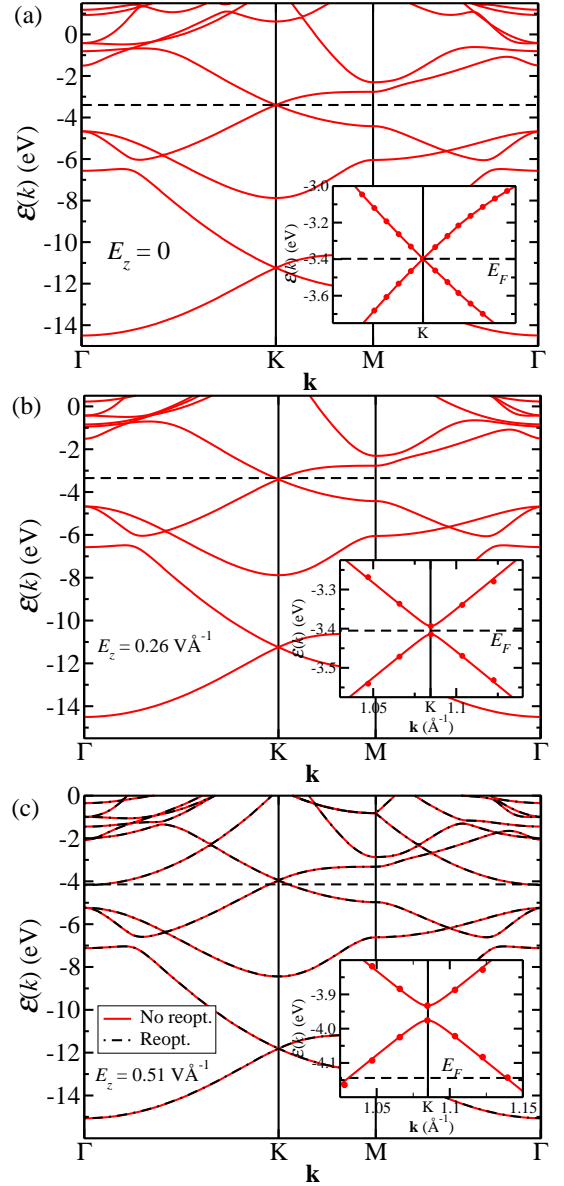 (a)
0
-2
-4
-6
-8
-10
-12
-14
ε(k) (eV)
E_z = 0
-3.0
-3.2
-3.4
-3.6
ε(k) (eV)
E_F
K
Γ K M Γ
k
(b)
0
-2
-4
-6
-8
-10
-12
-14
ε(k) (eV)
E_z = 0.26 VÅ⁻¹
-3.3
-3.4
-3.5
ε(k) (eV)
E_F
1.05 K 1.1
k (Å⁻¹)
Γ K M Γ
k
(c)
0
-2
-4
-6
-8
-10
-12
-14
ε(k) (eV)
No reopt.
Reopt.
E_z = 0.51 VÅ⁻¹
-3.9
-4.0
-4.1
ε(k) (eV)
E_F
1.05 K 1.1 1.15
k (Å⁻¹)
Γ K M Γ
k